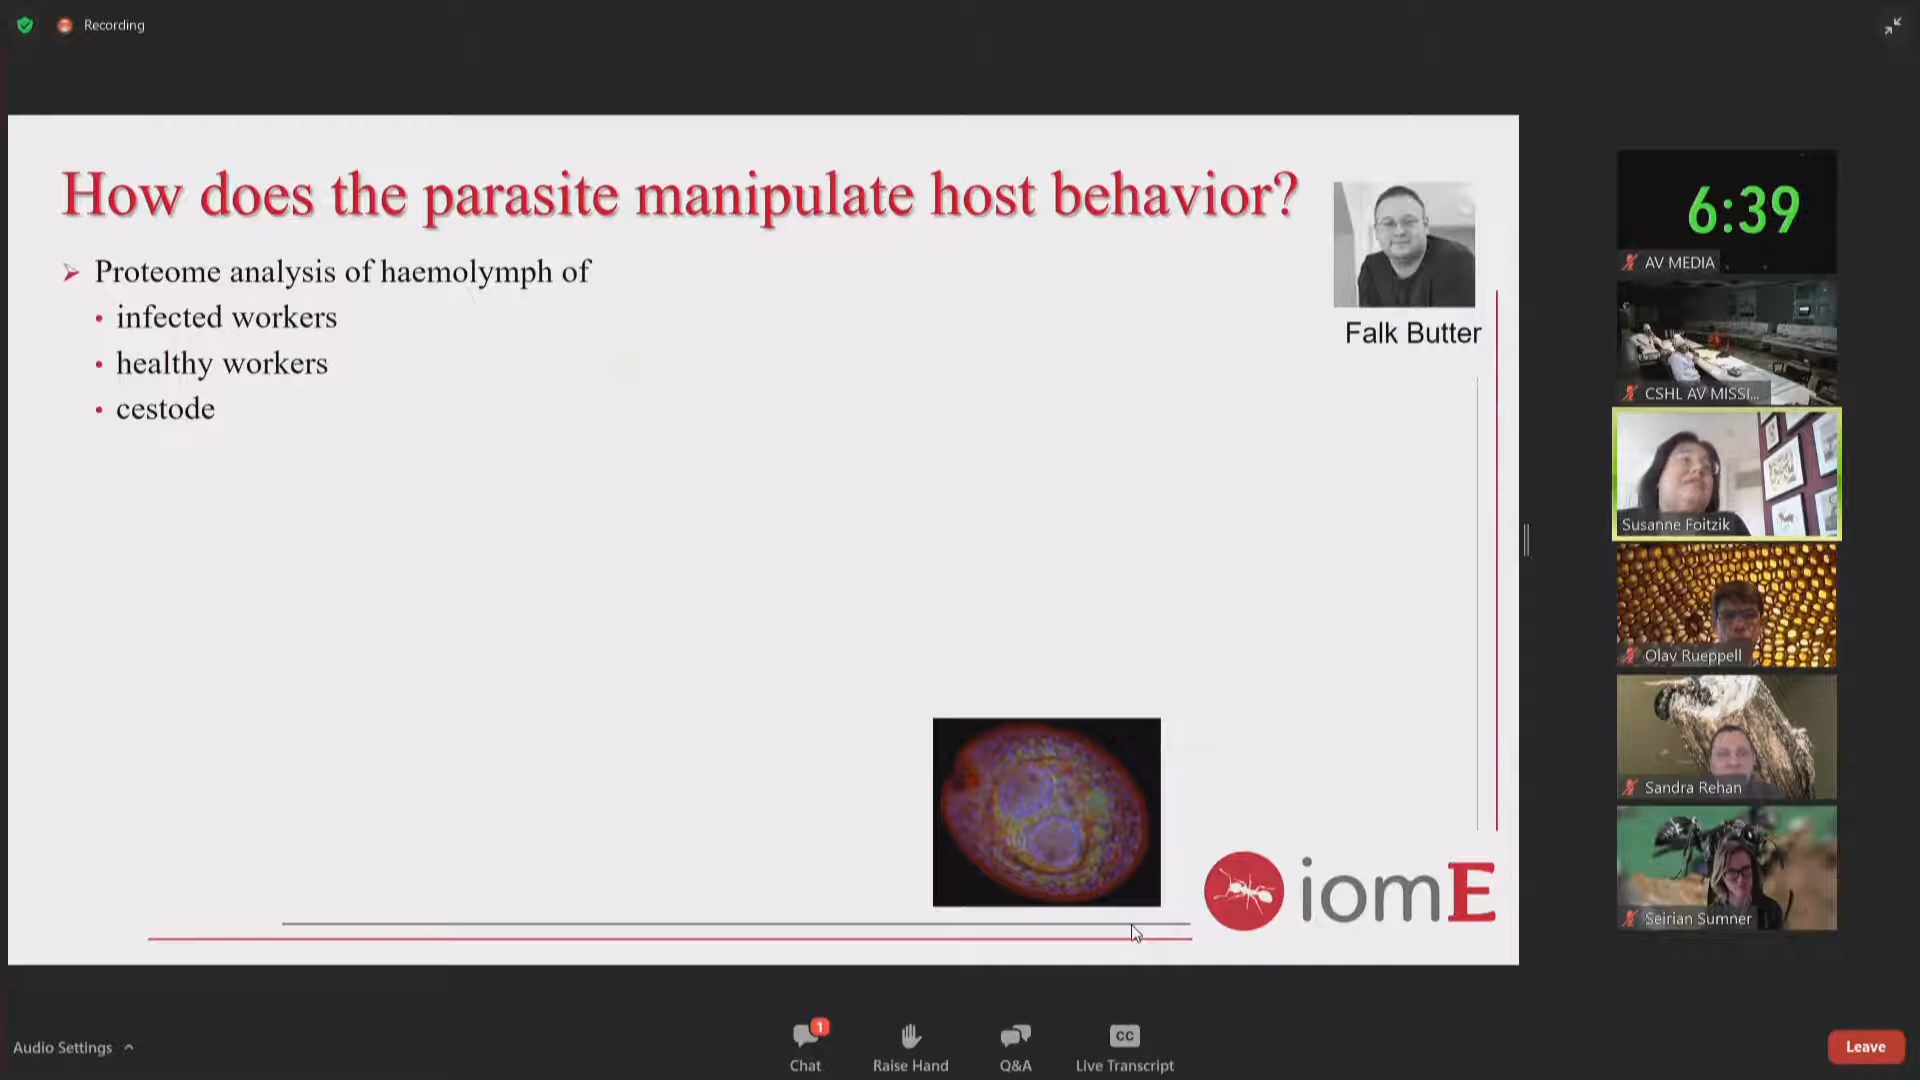 Recording
How does the parasite manipulate host behavior?
Proteome analysis of haemolymph of
infected workers
healthy workers
cestode
Falk Butter
iomE
6:39
AV MEDIA
CSHL AV MISSI...
Susanne Foitzik
Olav Rueppell
Sandra Rehan
Seirian Sumner
Audio Settings
1
Chat
Raise Hand
Q&A
CC
Live Transcript
Leave